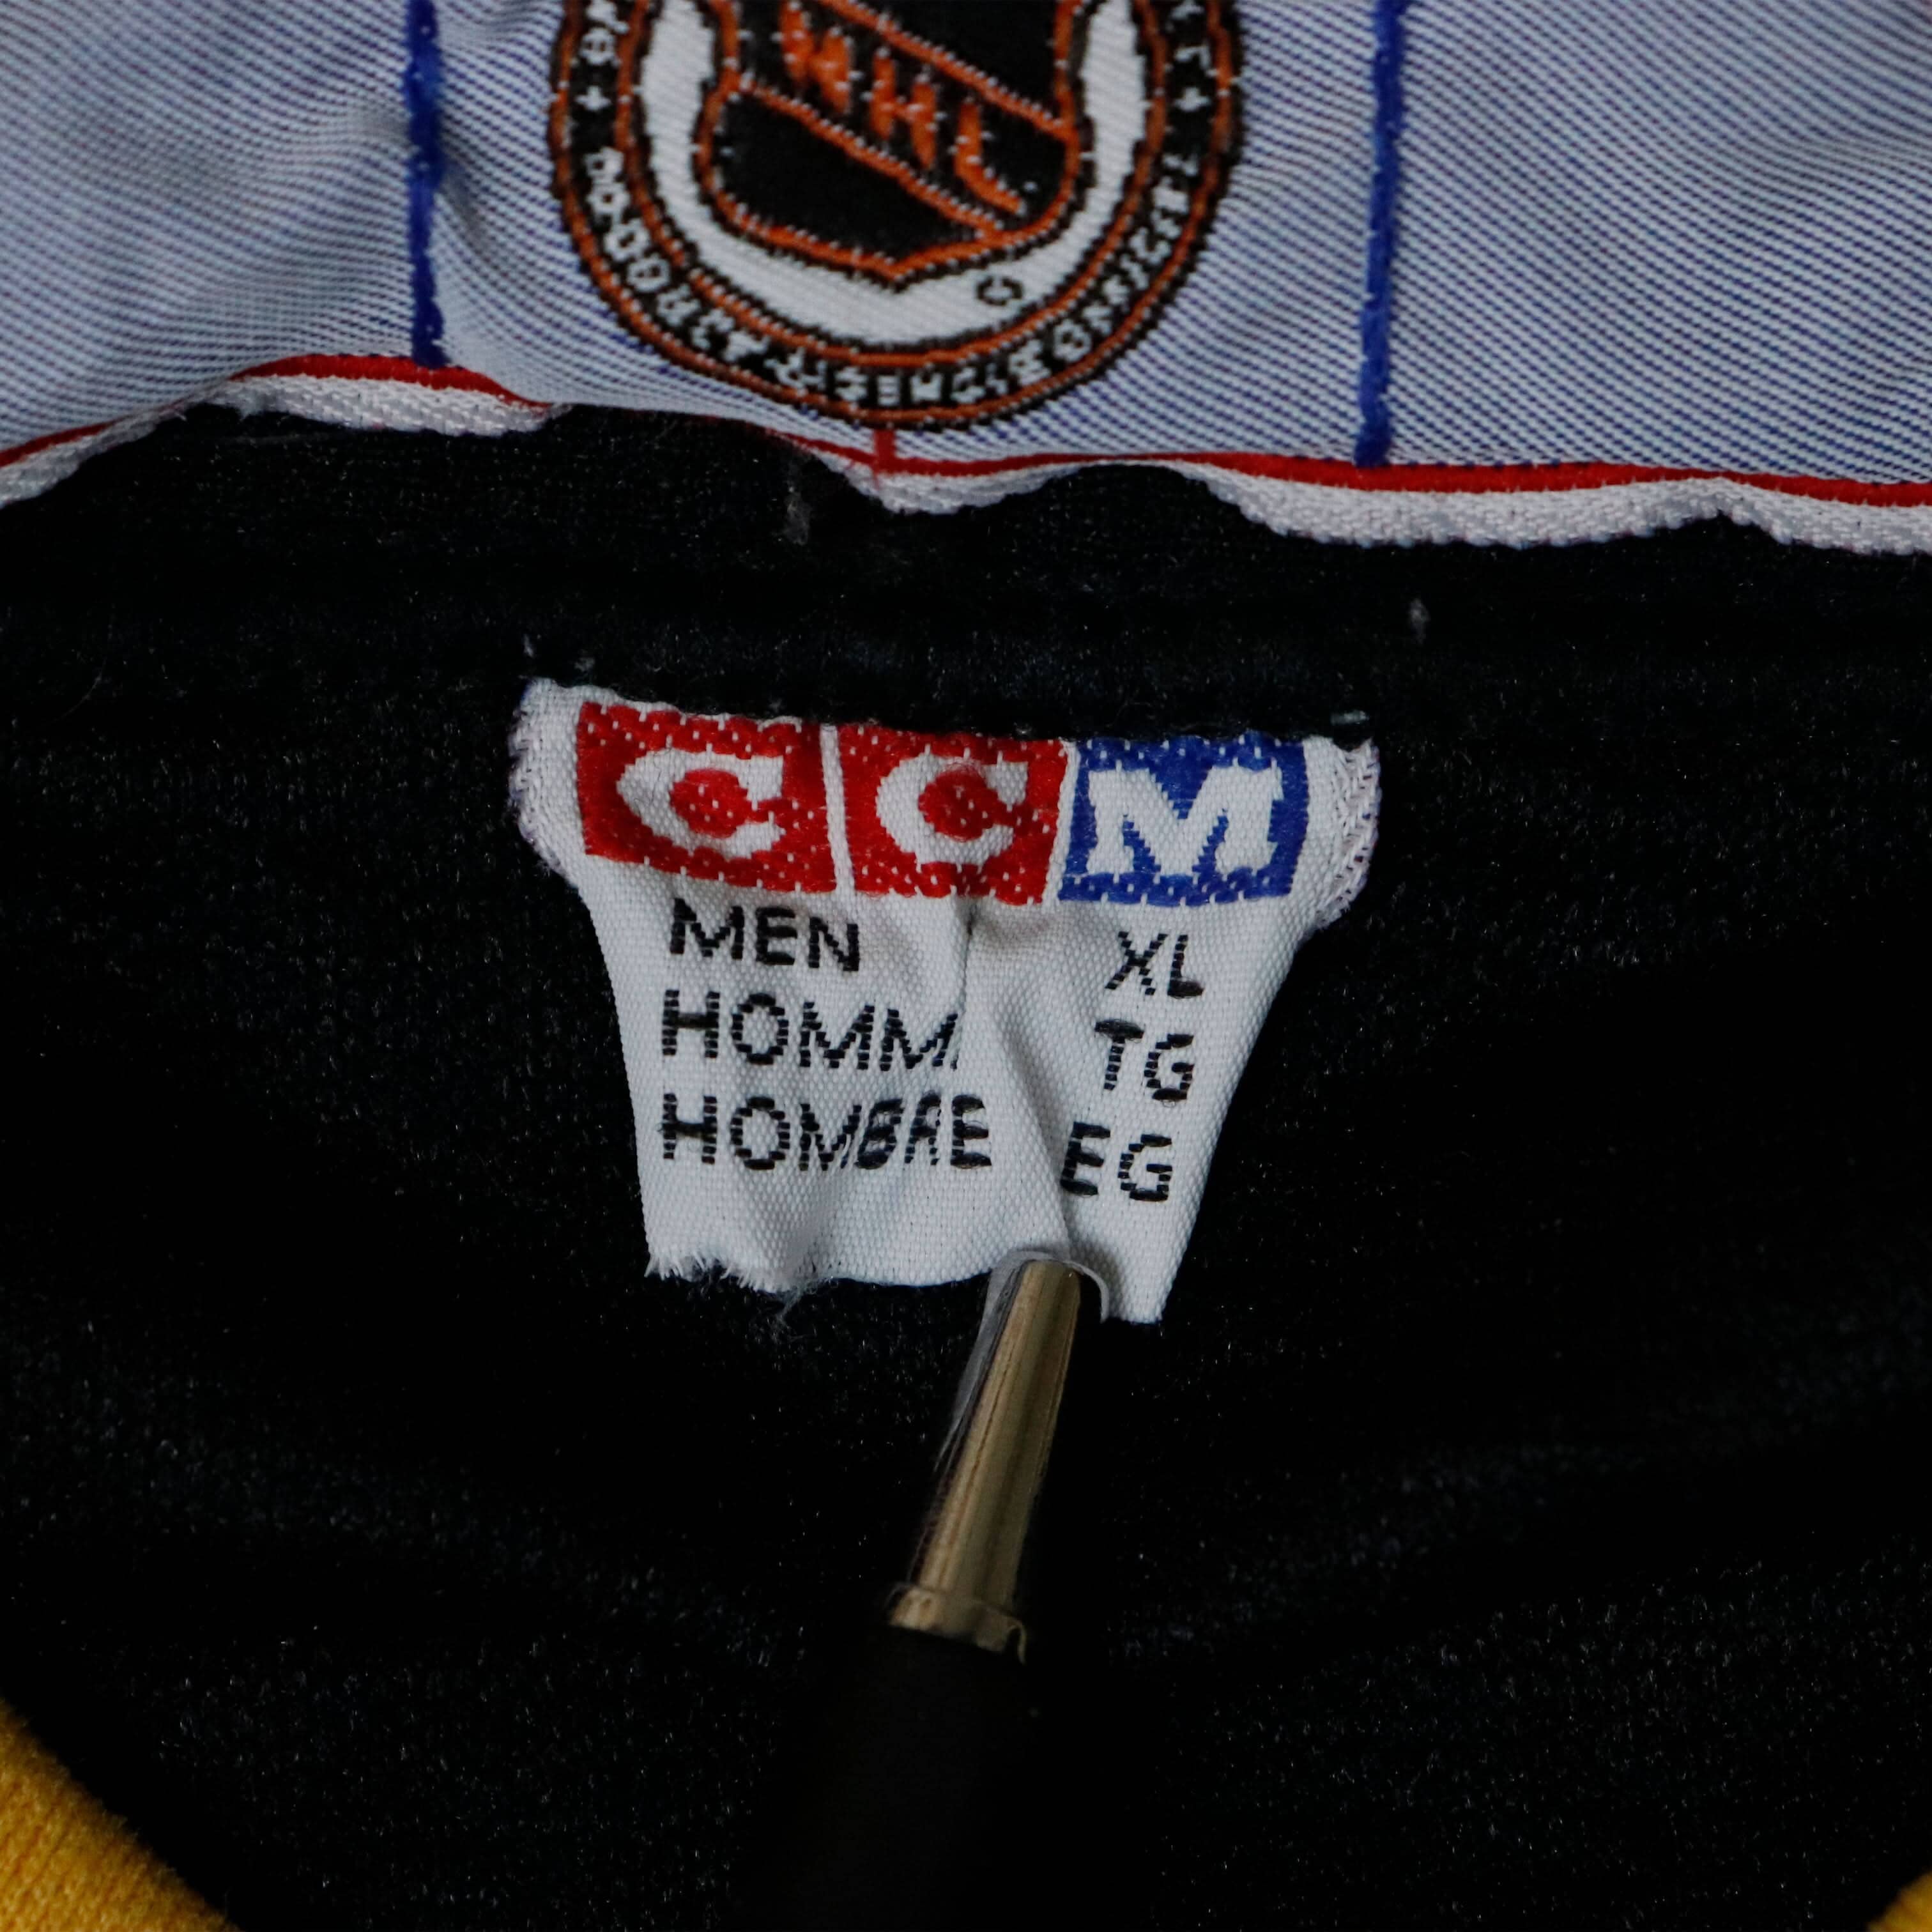 NHL
CCM
MEN XL
HOMM TG
HOMBRE EG